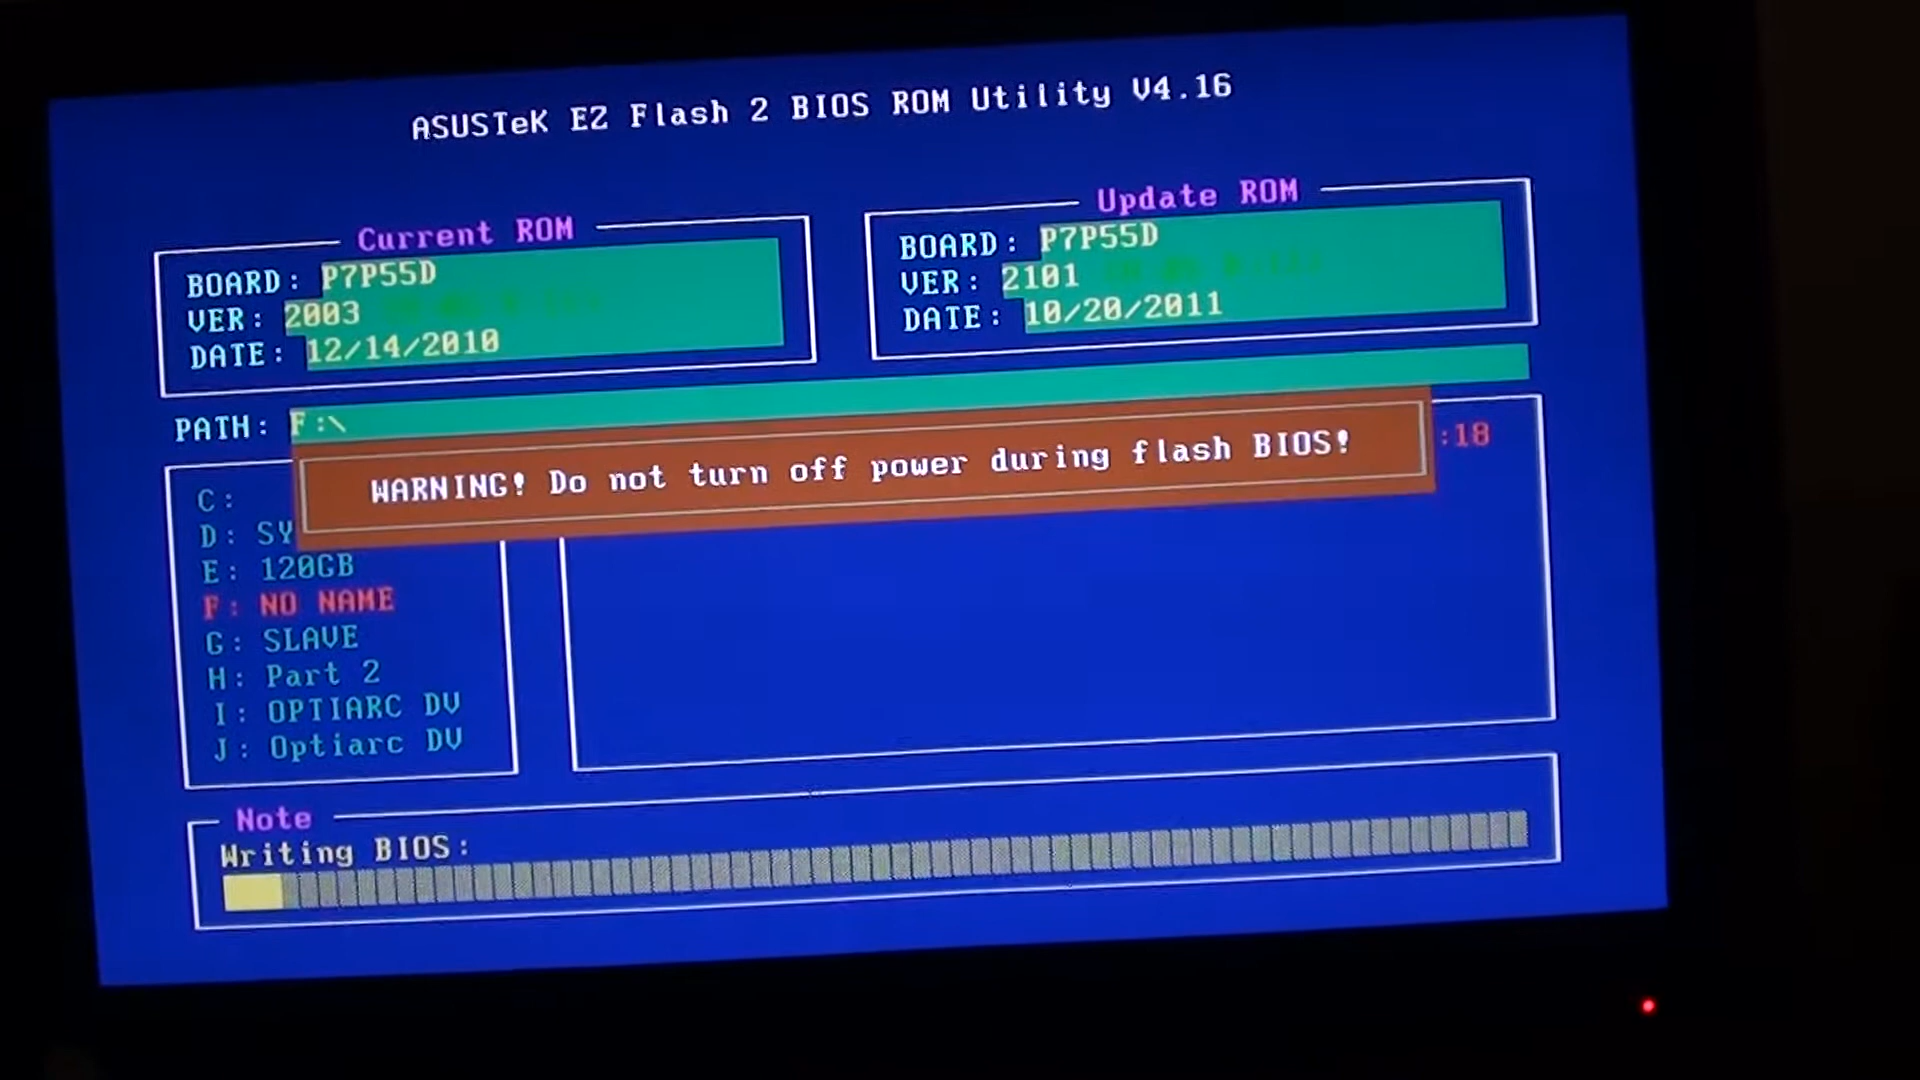 ASUSTeK EZ Flash 2 BIOS ROM Utility V4.16
Current ROM
BOARD: P7P55D
VER: 2003
DATE: 12/14/2010
Update ROM
BOARD: P7P55D
VER: 2101
DATE: 10/20/2011
PATH: F:\
WARNING! Do not turn off power during flash BIOS!
:18
C:
D: SY
E: 120GB
F: NO NAME
G: SLAVE
H: Part 2
I: OPTIARC DV
J: Optiarc DV
Note
Writing BIOS: